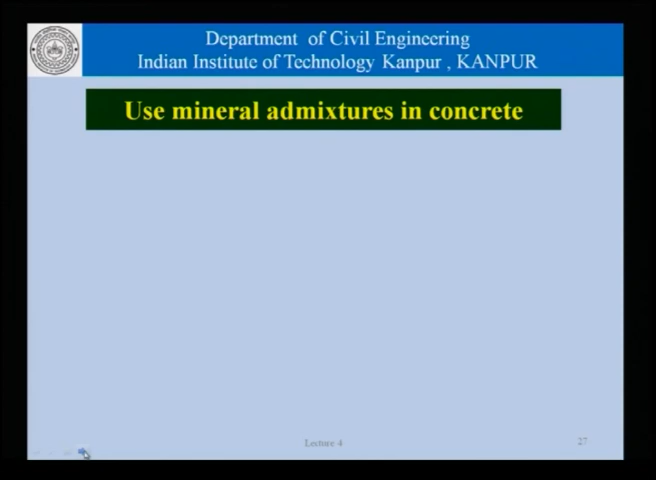 Department of Civil Engineering
Indian Institute of Technology Kanpur , KANPUR
Use mineral admixtures in concrete
Lecture 4
27